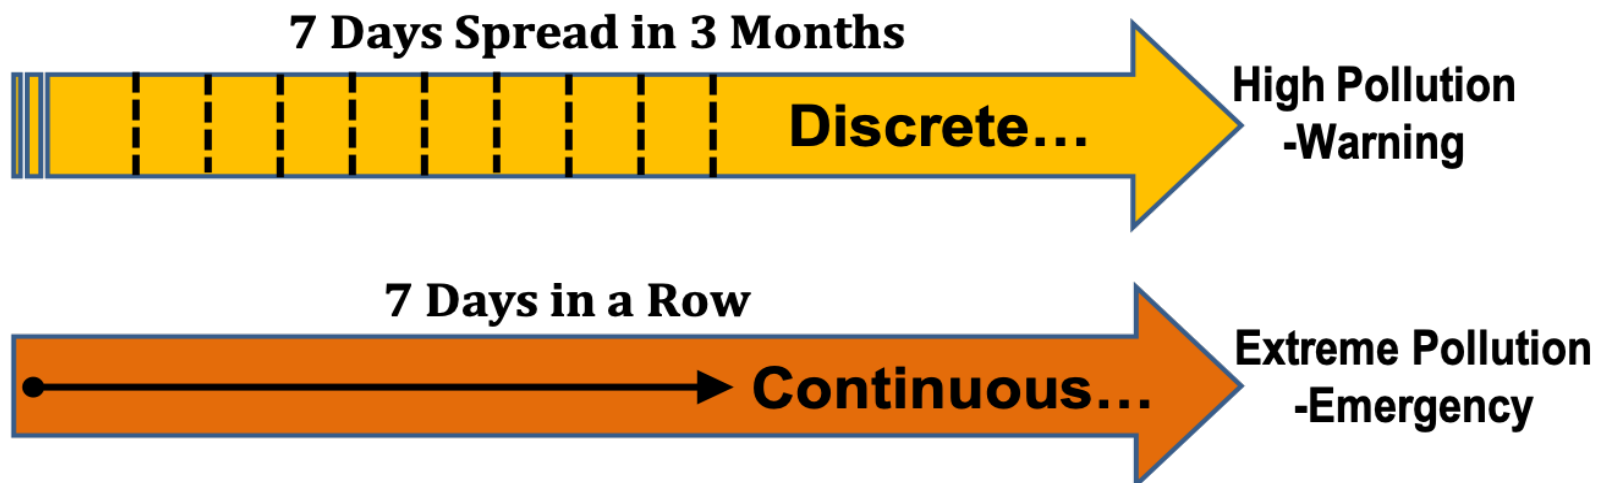 7 Days Spread in 3 Months
Discrete...
High Pollution
-Warning
7 Days in a Row
Continuous...
Extreme Pollution
-Emergency